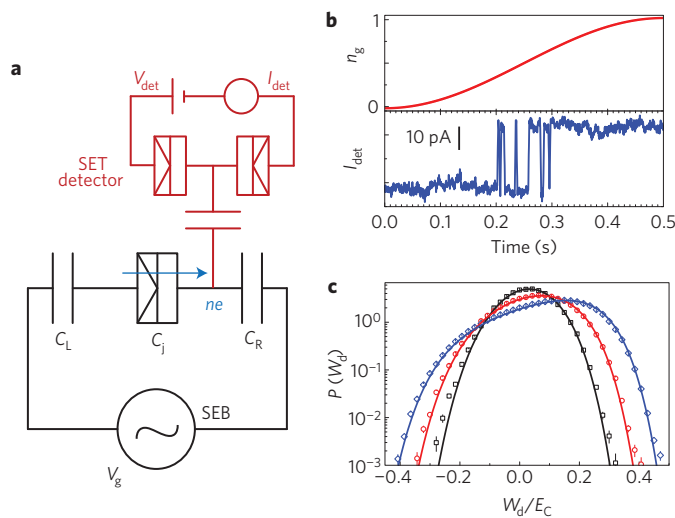 a
V_det
I_det
SET
detector
ne
C_L
C_j
C_R
SEB
V_g
b
1
n_g
0
10 pA
I_det
0.0 0.1 0.2 0.3 0.4 0.5
Time (s)
c
10^0
10^−1
10^−2
10^−3
P (W_d)
−0.4 −0.2 0.0 0.2 0.4
W_d/E_C